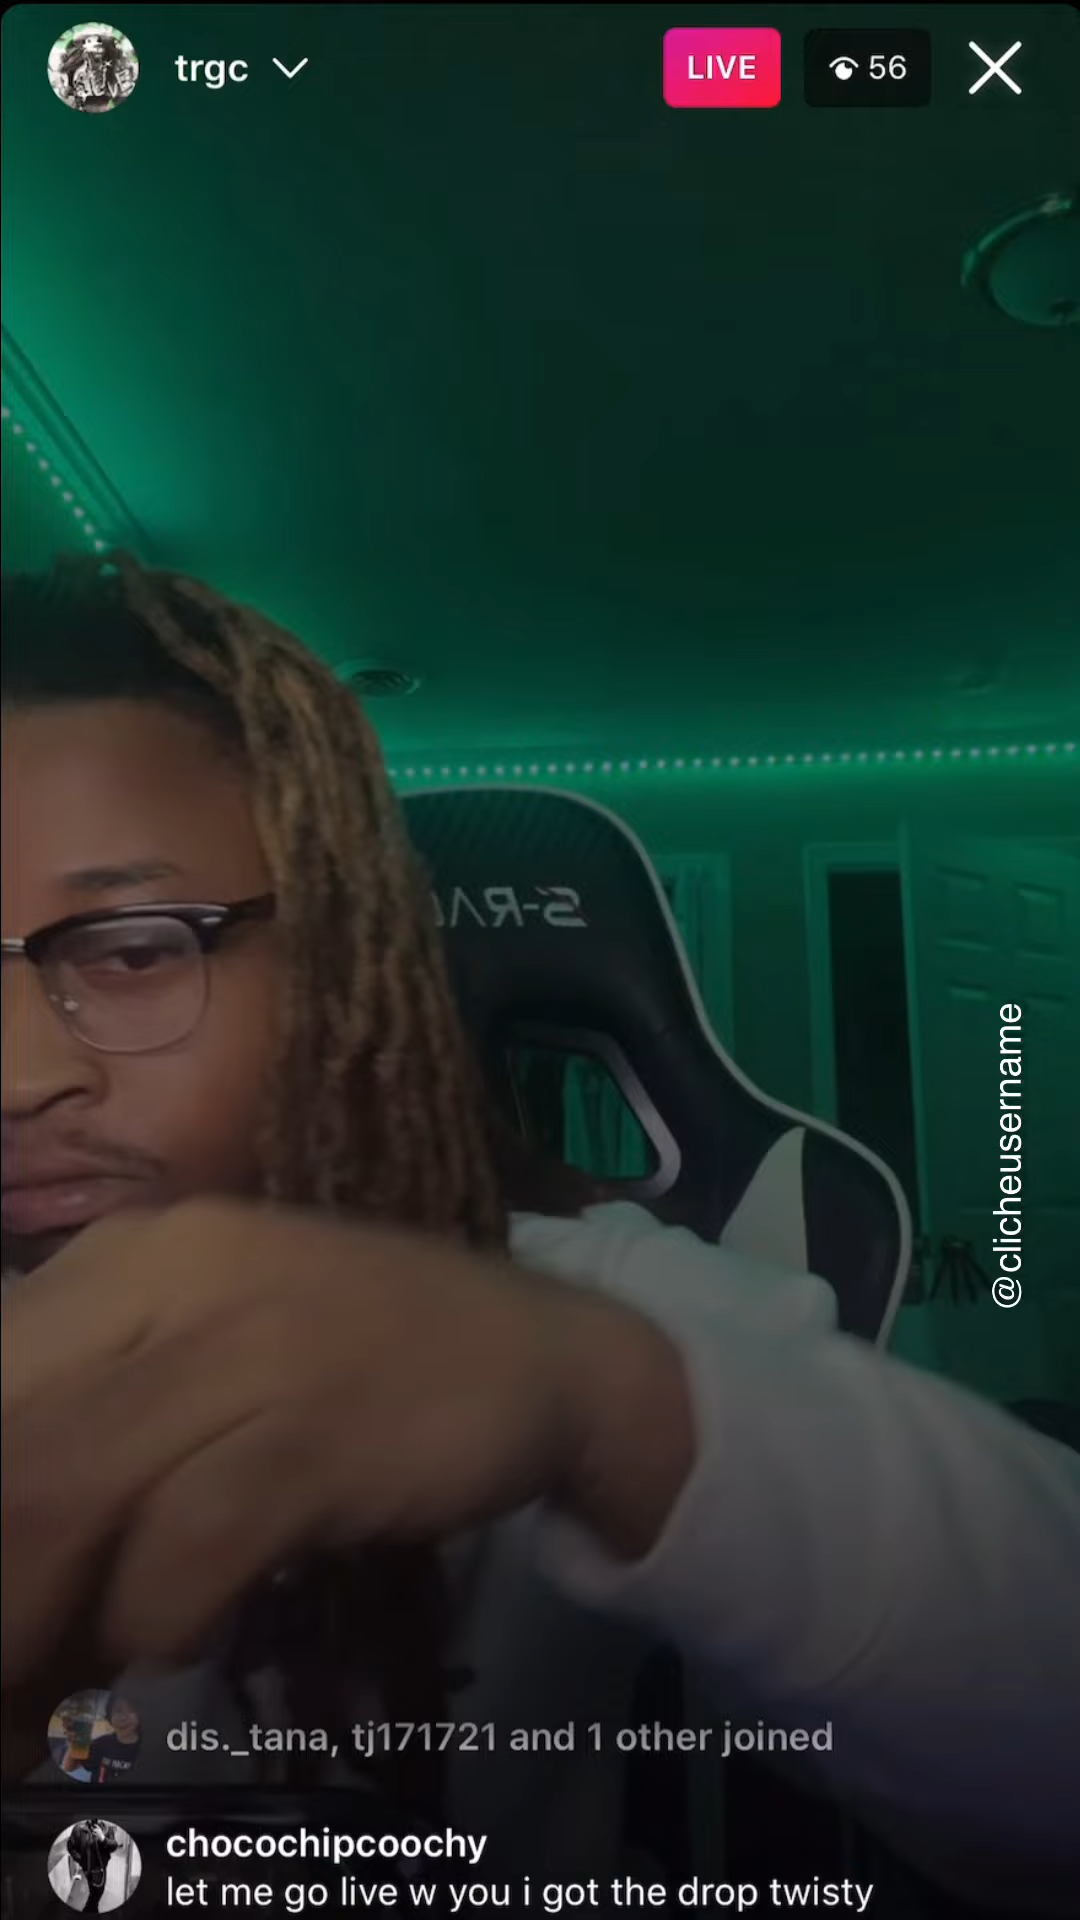 trgc
LIVE
56
S-RA
@clicheusername
dis._tana, tj171721 and 1 other joined
chocochipcoochy
let me go live w you i got the drop twisty